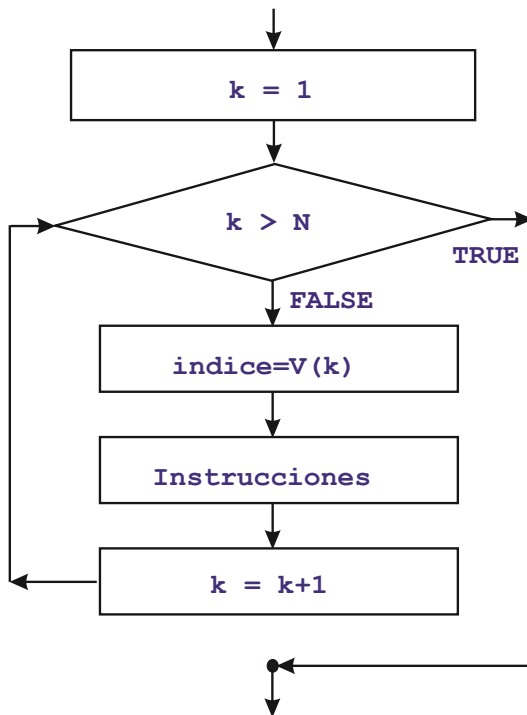 k = 1
k > N
TRUE
FALSE
indice=V(k)
Instrucciones
k = k+1